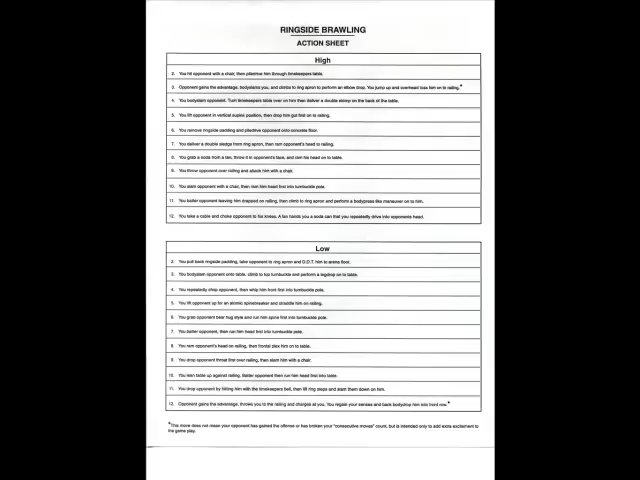 RINGSIDE BRAWLING
ACTION SHEET
High
2. You hit opponent with a chair, then piledrive him through timekeepers table.
3. Opponent gains the advantage, bodyslams you, and climbs to ring apron to perform an elbow drop. You jump up and overhead toss him on to railing.*
4. You bodyslam opponent. Turn timekeepers table over on him then deliver a double stomp on the back of the table.
5. You lift opponent in vertical suplex position, then drop him gut first on to railing.
6. You remove ringside padding and piledrive opponent onto concrete floor.
7. You deliver a double sledge from ring apron, then ram opponent's head to railing.
8. You grab a soda from a fan, throw it in opponent's face, and ram his head on to table.
9. You throw opponent over railing and attack him with a chair.
10. You slam opponent with a chair, then ram him head first into turnbuckle pole.
11. You batter opponent leaving him draped on railing, then climb to ring apron and perform a bodypress like maneuver on to him.
12. You take a cable and choke opponent to his knees. A fan hands you a soda can that you repeatedly drive into opponents head.
Low
2. You pull back ringside padding, take opponent to ring apron and D.D.T. him to arena floor.
3. You bodyslam opponent onto table, climb to top turnbuckle and perform a legdrop on to table.
4. You repeatedly chop opponent, then whip him front first into turnbuckle pole.
5. You lift opponent up for an atomic spinebreaker and straddle him on railing.
6. You grab opponent bear hug style and run him spine first into turnbuckle pole.
7. You batter opponent, then run him head first into turnbuckle pole.
8. You ram opponent's head on railing, then frontal plex him on to table.
9. You drop opponent throat first over railing, then slam him with a chair.
10. You lean table up against railing. Batter opponent then run him head first into table.
11. You drop opponent by hitting him with the timekeepers bell, then lift ring steps and slam them down on him.
12. Opponent gains the advantage, throws you to the railing and charges at you. You regain your senses and back bodydrop him into front row.*
*This move does not mean your opponent has gained the offense or has broken your "consecutive moves" count, but is intended only to add extra excitement to
the game play.